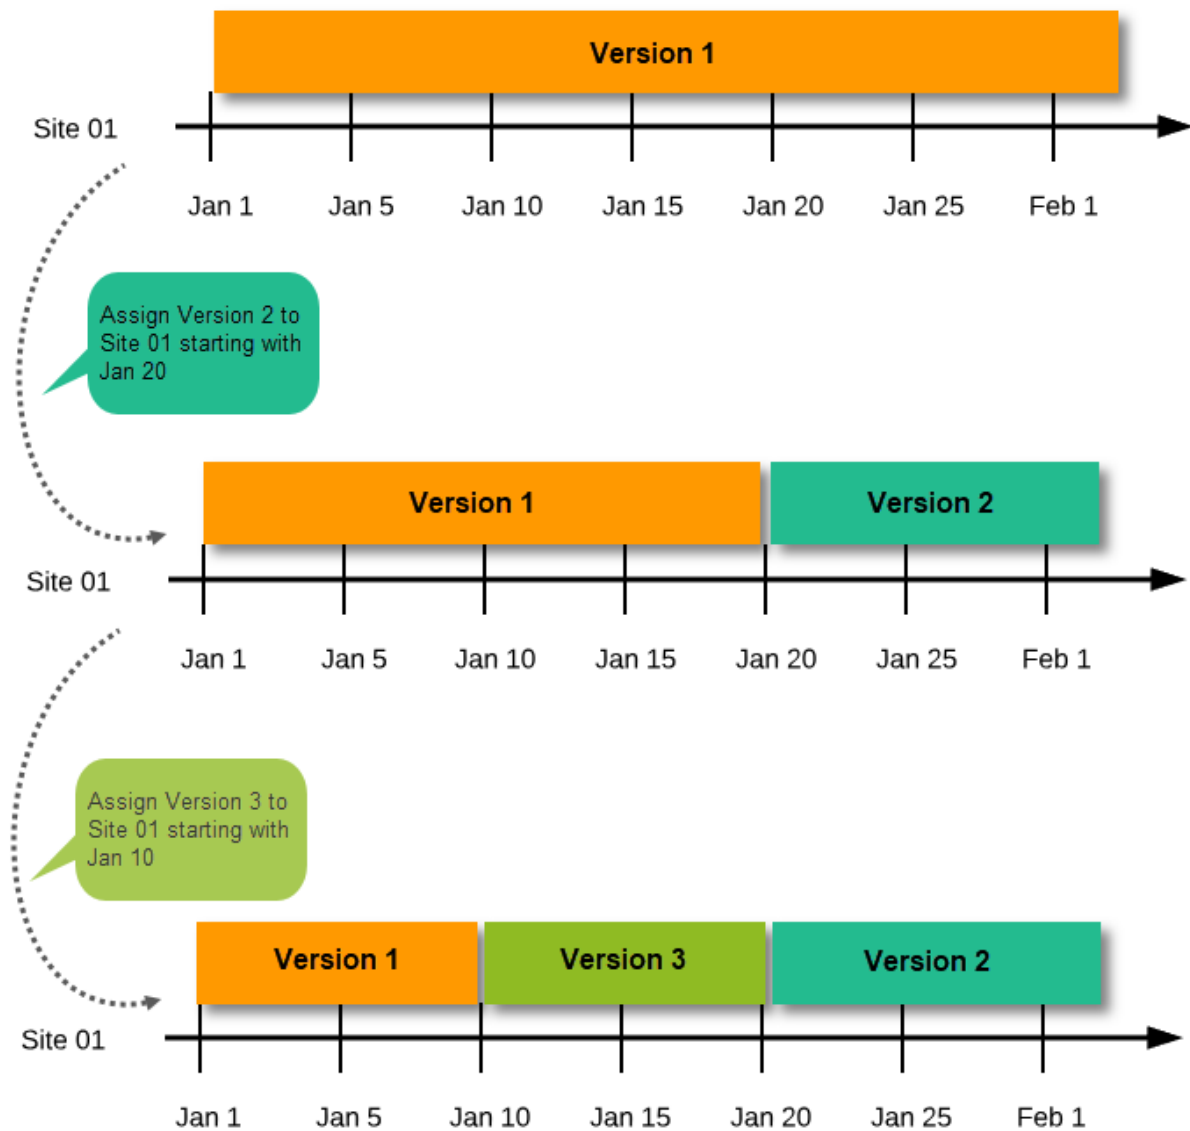 Version 1
Site 01
Jan 1 Jan 5 Jan 10 Jan 15 Jan 20 Jan 25 Feb 1
Assign Version 2 to
Site 01 starting with
Jan 20
Version 1 Version 2
Site 01
Jan 1 Jan 5 Jan 10 Jan 15 Jan 20 Jan 25 Feb 1
Assign Version 3 to
Site 01 starting with
Jan 10
Version 1 Version 3 Version 2
Site 01
Jan 1 Jan 5 Jan 10 Jan 15 Jan 20 Jan 25 Feb 1